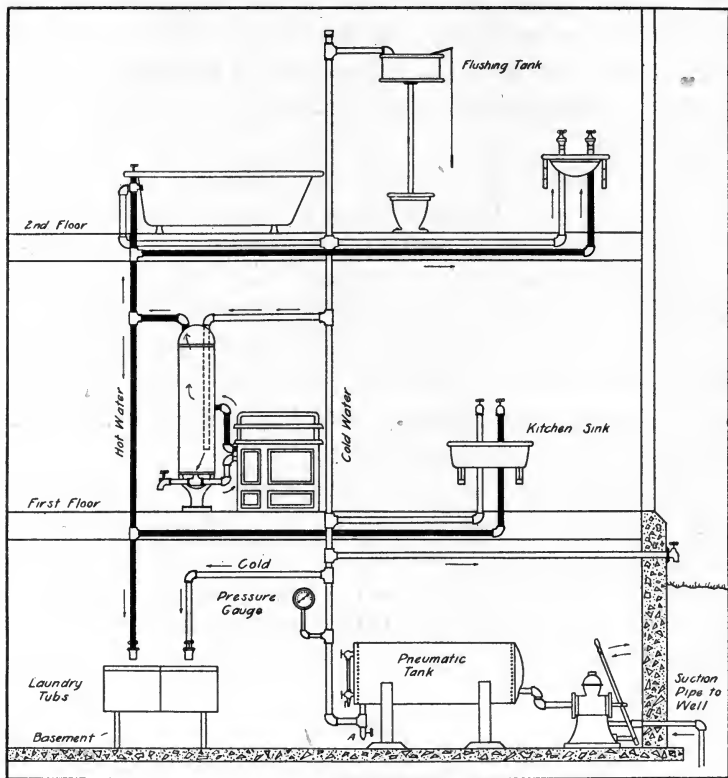 Flushing Tank
2nd Floor
Hot Water
Cold Water
Kitchen Sink
First Floor
Cold
Pressure
Gauge
Pneumatic
Tank
Laundry
Tubs
Suction
Pipe to
Well
A
Basement